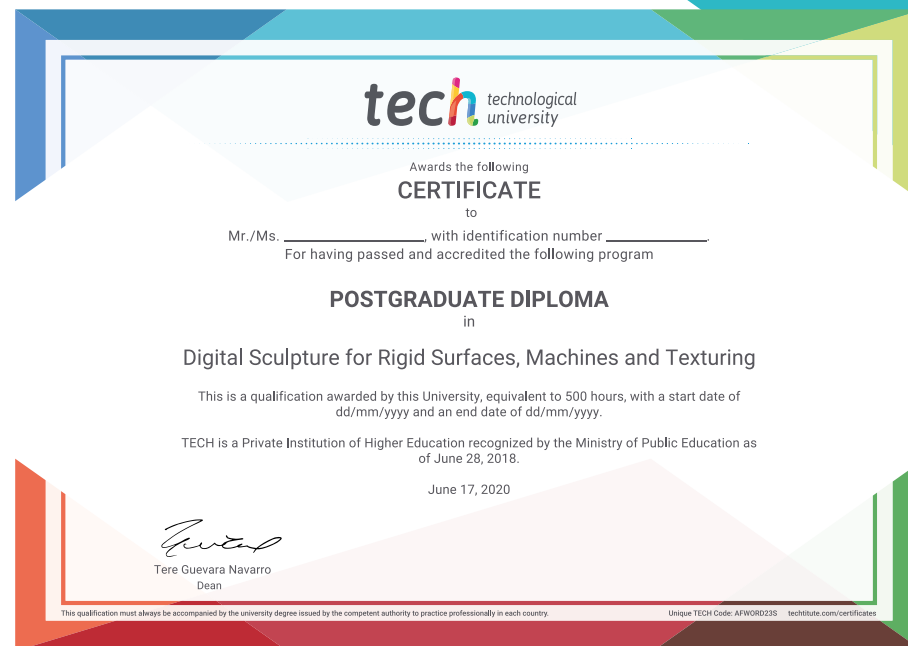 tech technological
university
Awards the following
CERTIFICATE
to
Mr./Ms. ____________________, with identification number ______________.
For having passed and accredited the following program
POSTGRADUATE DIPLOMA
in
Digital Sculpture for Rigid Surfaces, Machines and Texturing
This is a qualification awarded by this University, equivalent to 500 hours, with a start date of
dd/mm/yyyy and an end date of dd/mm/yyyy.
TECH is a Private Institution of Higher Education recognized by the Ministry of Public Education as
of June 28, 2018.
June 17, 2020
Tere Guevara Navarro
Dean
This qualification must always be accompanied by the university degree issued by the competent authority to practice professionally in each country. Unique TECH Code: AFWORD23S techtitute.com/certificates